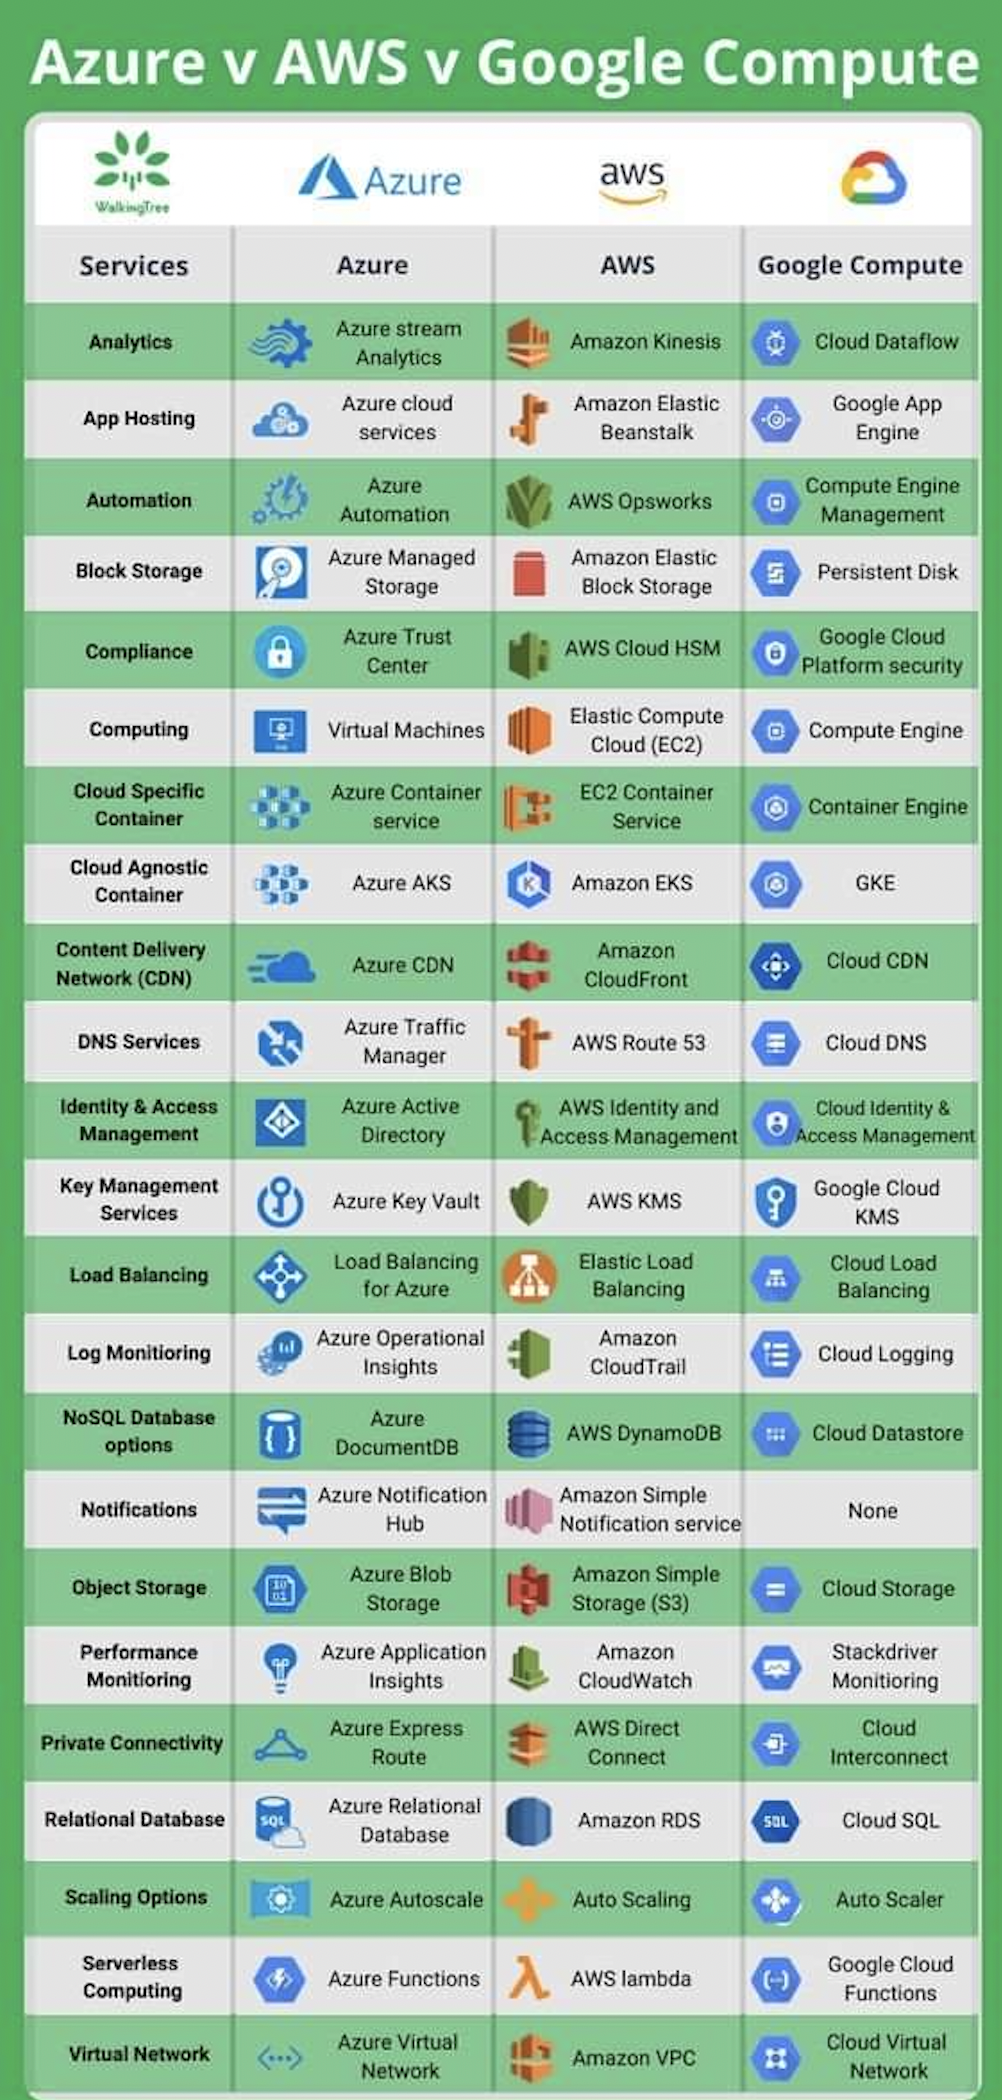 Azure v AWS v Google Compute
WalkingTree
Azure
aws
Services
Azure
AWS
Google Compute
Analytics
Azure stream
Analytics
Amazon Kinesis
Cloud Dataflow
App Hosting
Azure cloud
services
Amazon Elastic
Beanstalk
Google App
Engine
Automation
Azure
Automation
AWS Opsworks
Compute Engine
Management
Block Storage
Azure Managed
Storage
Amazon Elastic
Block Storage
Persistent Disk
Compliance
Azure Trust
Center
AWS Cloud HSM
Google Cloud
Platform security
Computing
Virtual Machines
Elastic Compute
Cloud (EC2)
Compute Engine
Cloud Specific
Container
Azure Container
service
EC2 Container
Service
Container Engine
Cloud Agnostic
Container
Azure AKS
K
Amazon EKS
GKE
Content Delivery
Network (CDN)
Azure CDN
Amazon
CloudFront
Cloud CDN
DNS Services
Azure Traffic
Manager
AWS Route 53
Cloud DNS
Identity & Access
Management
Azure Active
Directory
AWS Identity and
Access Management
Cloud Identity &
Access Management
Key Management
Services
Azure Key Vault
AWS KMS
Google Cloud
KMS
Load Balancing
Load Balancing
for Azure
Elastic Load
Balancing
Cloud Load
Balancing
Log Monitioring
Azure Operational
Insights
Amazon
CloudTrail
Cloud Logging
NoSQL Database
options
Azure
DocumentDB
AWS DynamoDB
Cloud Datastore
Notifications
Azure Notification
Hub
Amazon Simple
Notification service
None
Object Storage
10
01
Azure Blob
Storage
Amazon Simple
Storage (S3)
Cloud Storage
Performance
Monitiring
Azure Application
Insights
Amazon
CloudWatch
Stackdriver
Monitiring
Private Connectivity
Azure Express
Route
AWS Direct
Connect
Cloud
Interconnect
Relational Database
SQL
Azure Relational
Database
Amazon RDS
SQL
Cloud SQL
Scaling Options
Azure Autoscale
Auto Scaling
Auto Scaler
Serverless
Computing
Azure Functions
AWS lambda
Google Cloud
Functions
Virtual Network
Azure Virtual
Network
Amazon VPC
Cloud Virtual
Network